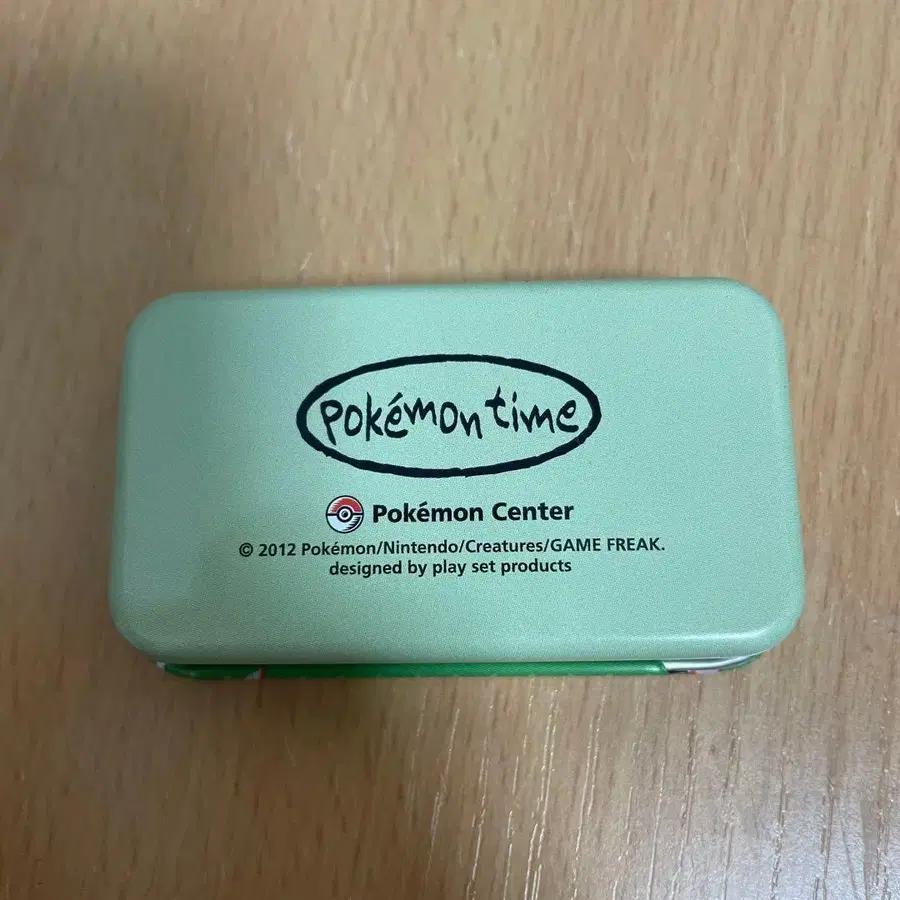 pokémon time
Pokémon Center
© 2012 Pokémon/Nintendo/Creatures/GAME FREAK.
designed by play set products